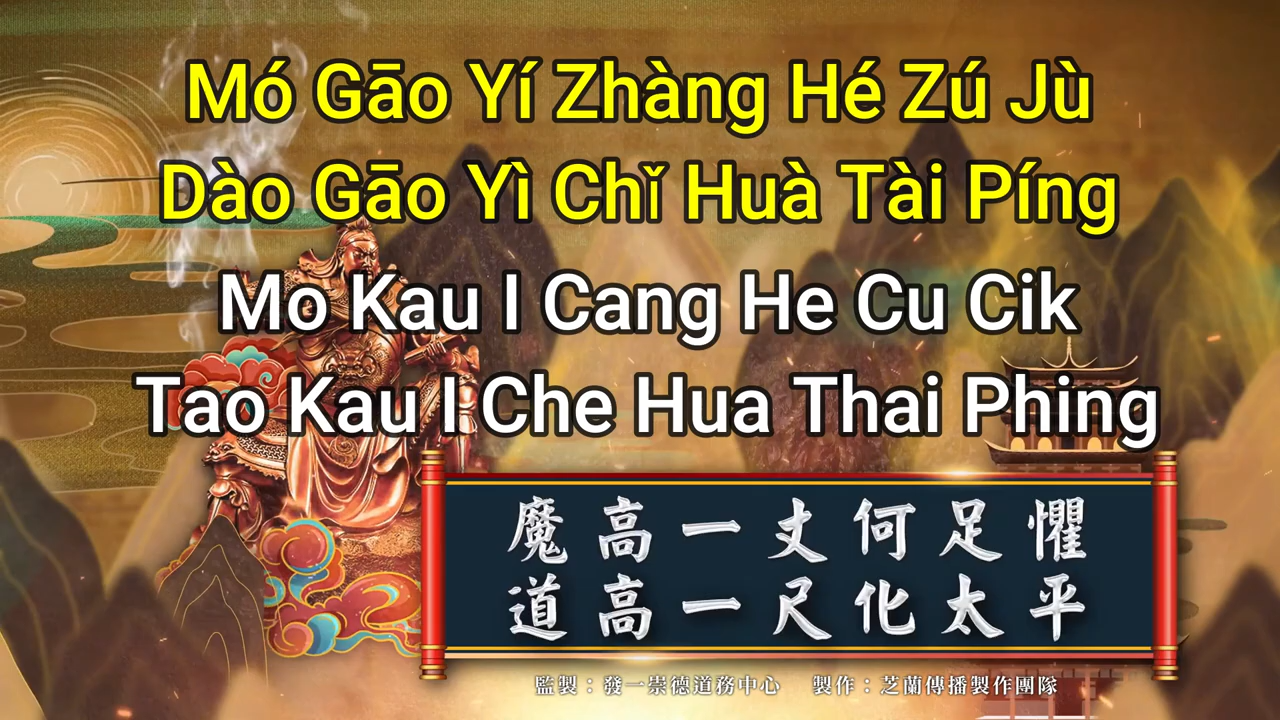 Mó Gāo Yí Zhàng Hé Zú Jù
Dào Gāo Yì Chǐ Huà Tài Píng
Mo Kau I Cang He Cu Cik
Tao Kau I Che Hua Thai Phing
魔高一丈何足懼
道高一尺化太平
監製：發一崇德道務中心 製作：芝蘭傳播製作團隊